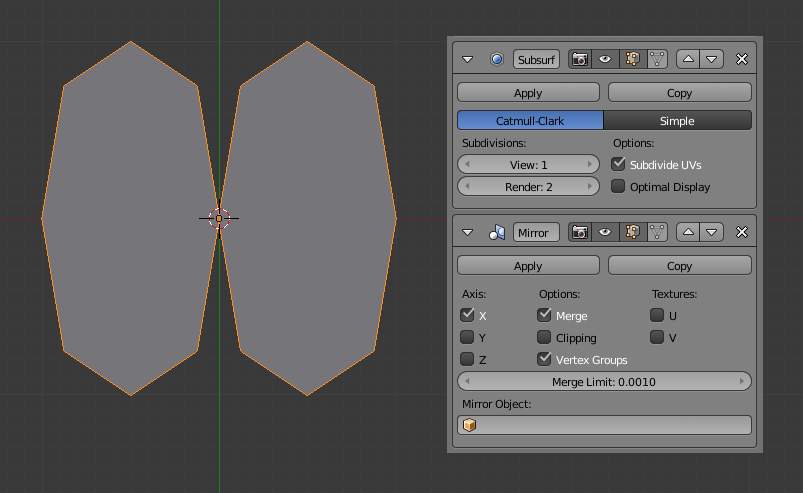 Subsurf
Apply Copy
Catmull-Clark Simple
Subdivisions: Options:
View: 1 Subdivide UVs
Render: 2 Optimal Display
Mirror
Apply Copy
Axis: Options: Textures:
X Merge U
Y Clipping V
Z Vertex Groups
Merge Limit: 0.0010
Mirror Object: